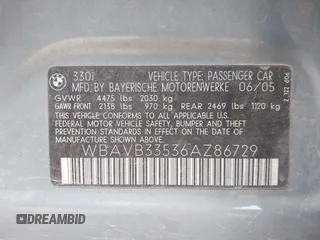 330i VEHICLE TYPE: PASSENGER CAR
MFD. BY BAYERISCHE MOTORENWERKE 06/05
GVWR 4475 lbs 2030 kg
GAWR FRONT 2138 lbs 970 kg REAR 2469 lbs 1120 kg
THIS VEHICLE CONFORMS TO ALL APPLICABLE
FEDERAL MOTOR VEHICLE SAFETY, BUMPER, AND
THEFT PREVENTION STANDARDS IN EFFECT ON THE DATE
OF MANUFACTURE SHOWN ABOVE.
WBAVB33536AZ86729
DREAMBID
DREAMBID.COM